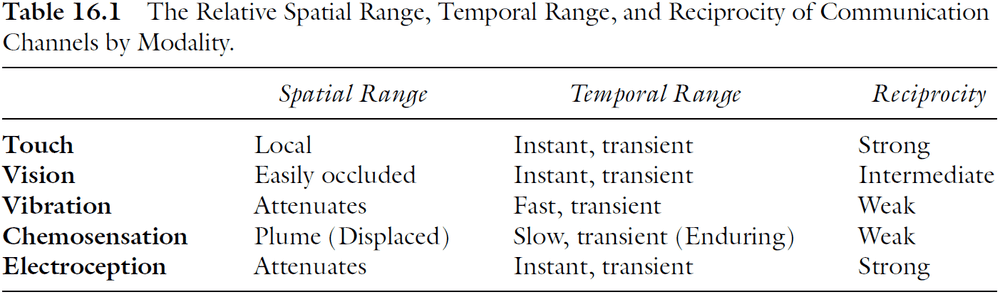 Table 16.1 The Relative Spatial Range, Temporal Range, and Reciprocity of Communication
Channels by Modality.
Spatial Range Temporal Range Reciprocity
Touch Local Instant, transient Strong
Vision Easily occluded Instant, transient Intermediate
Vibration Attenuates Fast, transient Weak
Chemosensation Plume (Displaced) Slow, transient (Enduring) Weak
Electroception Attenuates Instant, transient Strong